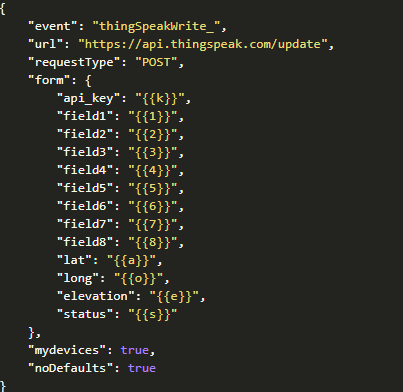 {
"event": "thingSpeakWrite_",
"url": "https://api.thingspeak.com/update",
"requestType": "POST",
"form": {
"api_key": "{{k}}",
"field1": "{{1}}",
"field2": "{{2}}",
"field3": "{{3}}",
"field4": "{{4}}",
"field5": "{{5}}",
"field6": "{{6}}",
"field7": "{{7}}",
"field8": "{{8}}",
"lat": "{{a}}",
"long": "{{o}}",
"elevation": "{{e}}",
"status": "{{s}}"
},
"mydevices": true,
"noDefaults": true
}